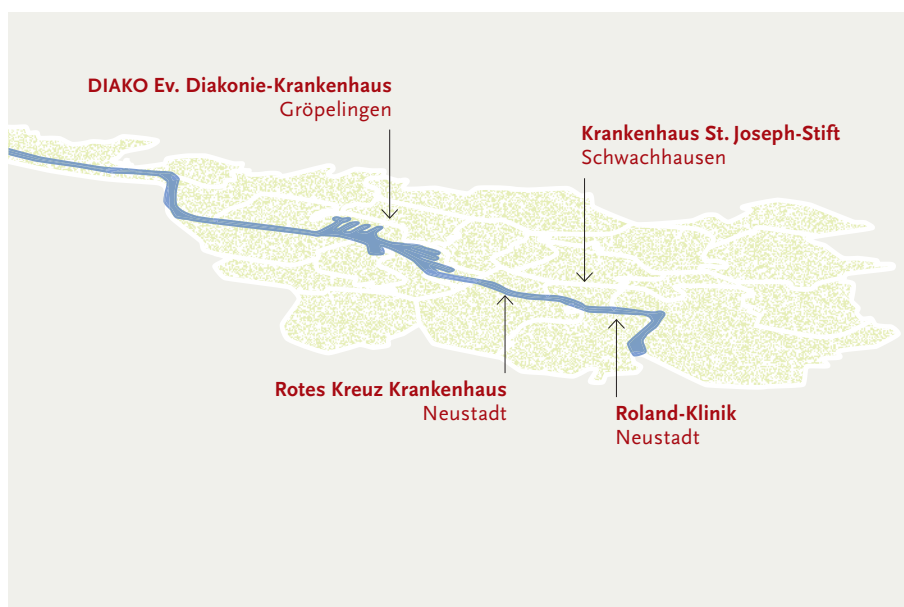 DIAKO Ev. Diakonie-Krankenhaus
Gröpelingen
Krankenhaus St. Joseph-Stift
Schwachhausen
Rotes Kreuz Krankenhaus
Neustadt
Roland-Klinik
Neustadt